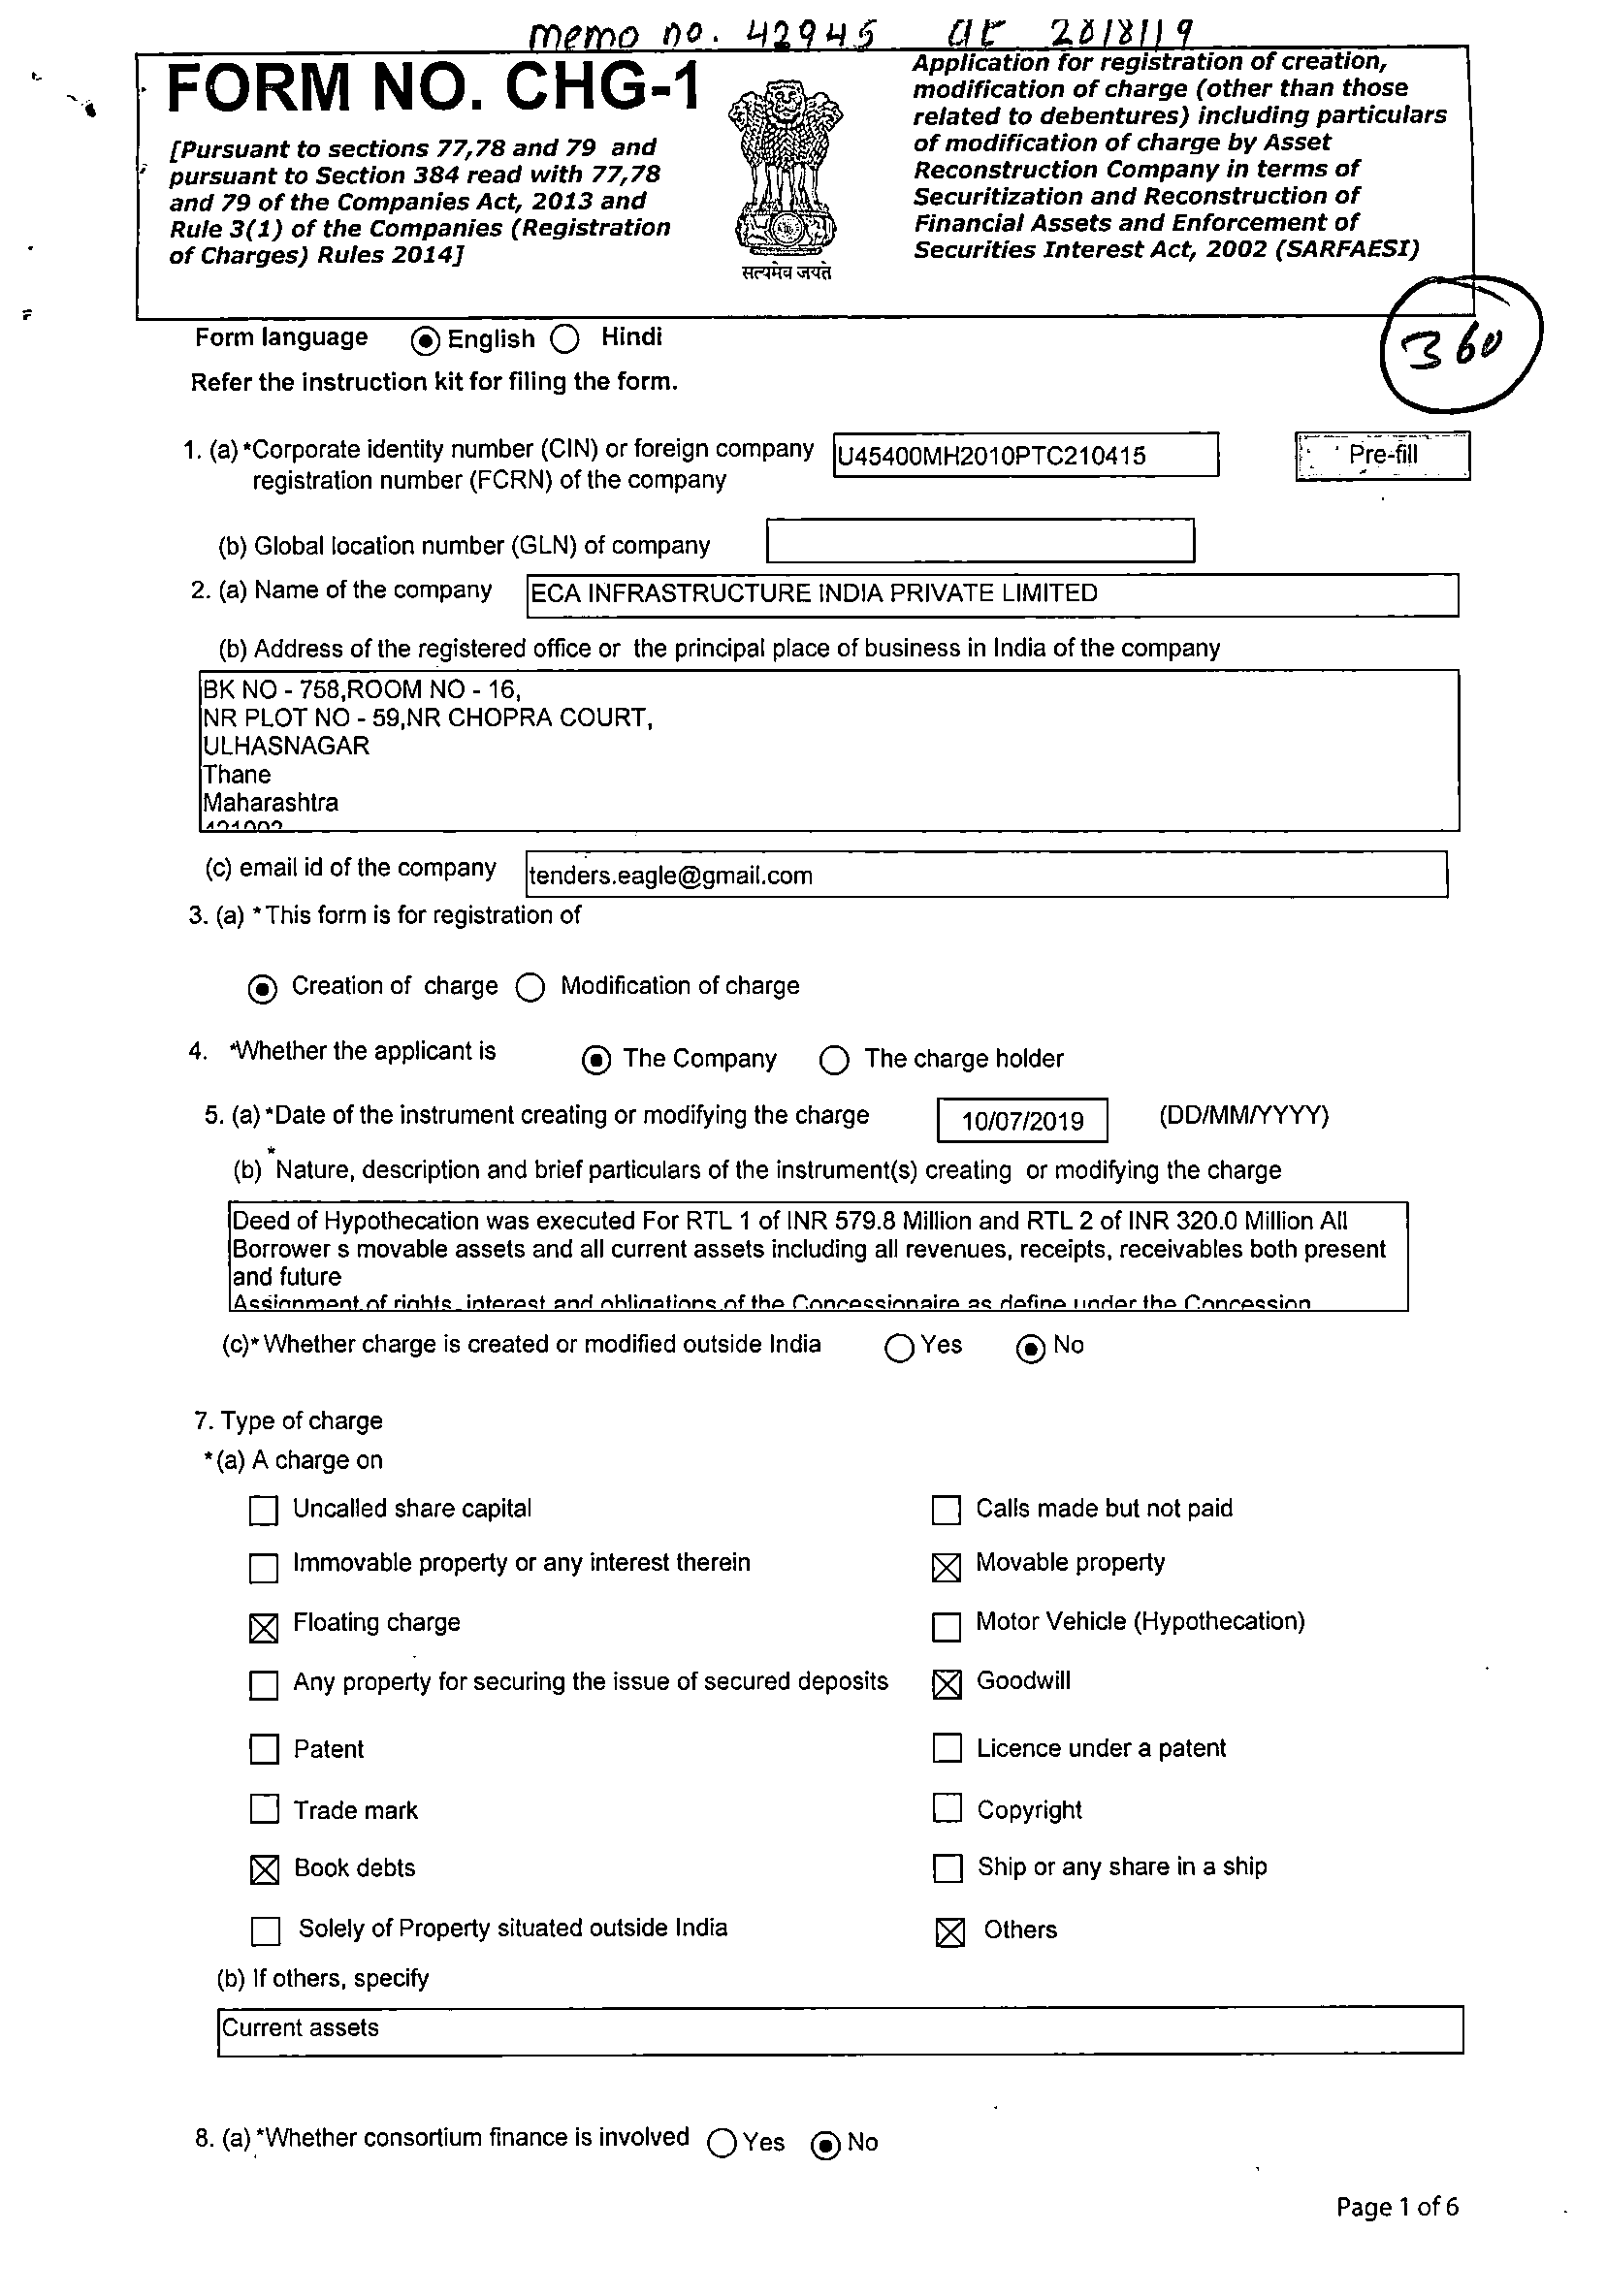 memo no. 42945 dt 20/8/19
FORM NO. CHG-1
[Pursuant to sections 77,78 and 79 and
pursuant to Section 384 read with 77,78
and 79 of the Companies Act, 2013 and
Rule 3(1) of the Companies (Registration
of Charges) Rules 2014]
सत्यमेव जयते
Application for registration of creation,
modification of charge (other than those
related to debentures) including particulars
of modification of charge by Asset
Reconstruction Company in terms of
Securitization and Reconstruction of
Financial Assets and Enforcement of
Securities Interest Act, 2002 (SARFAESI)
360
Form language English Hindi
Refer the instruction kit for filing the form.
1. (a) *Corporate identity number (CIN) or foreign company U45400MH2010PTC210415 Pre-fill
registration number (FCRN) of the company
(b) Global location number (GLN) of company
2. (a) Name of the company ECA INFRASTRUCTURE INDIA PRIVATE LIMITED
(b) Address of the registered office or the principal place of business in India of the company
BK NO - 758,ROOM NO - 16,
NR PLOT NO - 59,NR CHOPRA COURT,
ULHASNAGAR
Thane
Maharashtra
(c) email id of the company tenders.eagle@gmail.com
3. (a) *This form is for registration of
Creation of charge Modification of charge
4. *Whether the applicant is The Company The charge holder
5. (a) *Date of the instrument creating or modifying the charge 10/07/2019 (DD/MM/YYYY)
(b) *Nature, description and brief particulars of the instrument(s) creating or modifying the charge
Deed of Hypothecation was executed For RTL 1 of INR 579.8 Million and RTL 2 of INR 320.0 Million All
Borrower s movable assets and all current assets including all revenues, receipts, receivables both present
and future
Assignment of rights, interest and obligations of the Concessionaire as define under the Concession
(c)* Whether charge is created or modified outside India Yes No
7. Type of charge
*(a) A charge on
Uncalled share capital Calls made but not paid
Immovable property or any interest therein Movable property
Floating charge Motor Vehicle (Hypothecation)
Any property for securing the issue of secured deposits Goodwill
Patent Licence under a patent
Trade mark Copyright
Book debts Ship or any share in a ship
Solely of Property situated outside India Others
(b) If others, specify
Current assets
8. (a) *Whether consortium finance is involved Yes No
Page 1 of 6